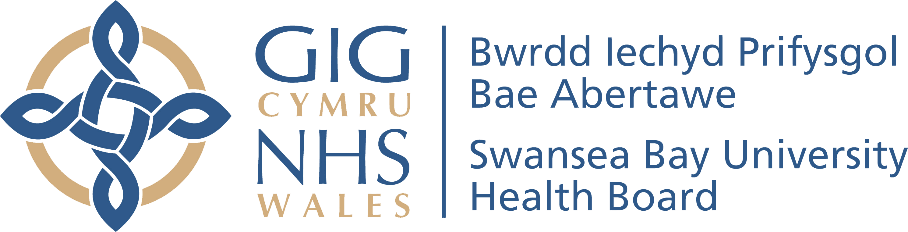 GIG
CYMRU
NHS
WALES
Bwrdd Iechyd Prifysgol
Bae Abertawe
Swansea Bay University
Health Board